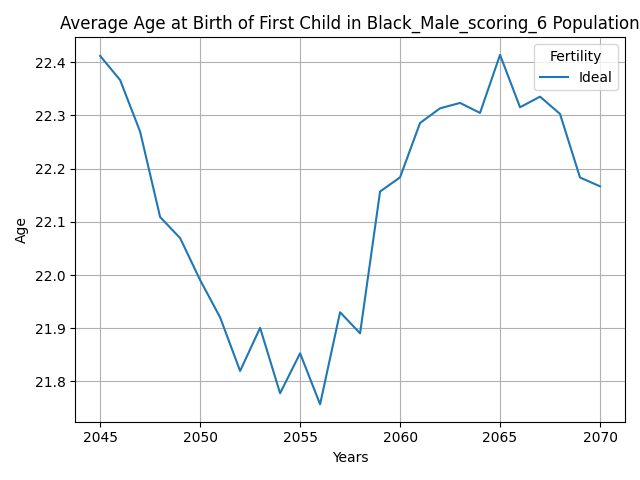 Average Age at Birth of First Child in Black_Male_scoring_6 Population
Fertility
Ideal
22.4
22.3
22.2
22.1
22.0
21.9
21.8
Age
2045 2050 2055 2060 2065 2070
Years